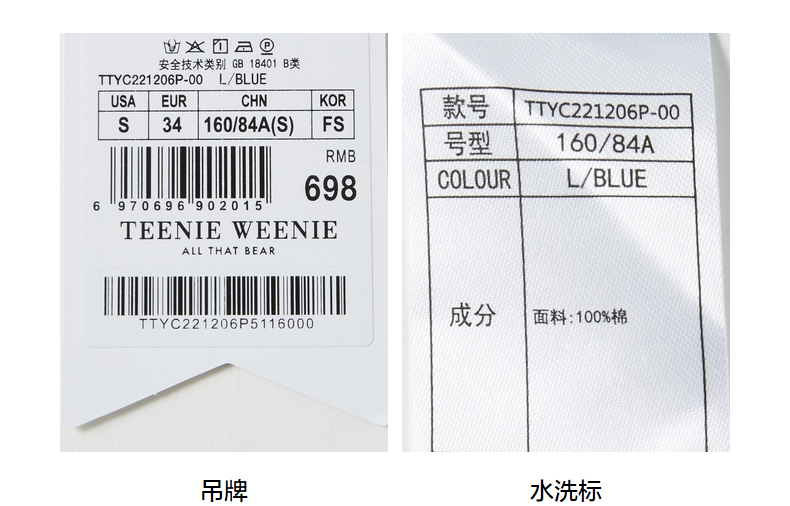 安全技术类别 GB 18401 B类
TTYC221206P-00 L/BLUE
USA EUR CHN KOR
S 34 160/84A(S) FS
RMB
698
6 970696 902015
TEENIE WEENIE
ALL THAT BEAR
TTYC221206P5116000
款号 TTYC221206P-00
号型 160/84A
COLOUR L/BLUE
成分 面料:100%棉
吊牌
水洗标